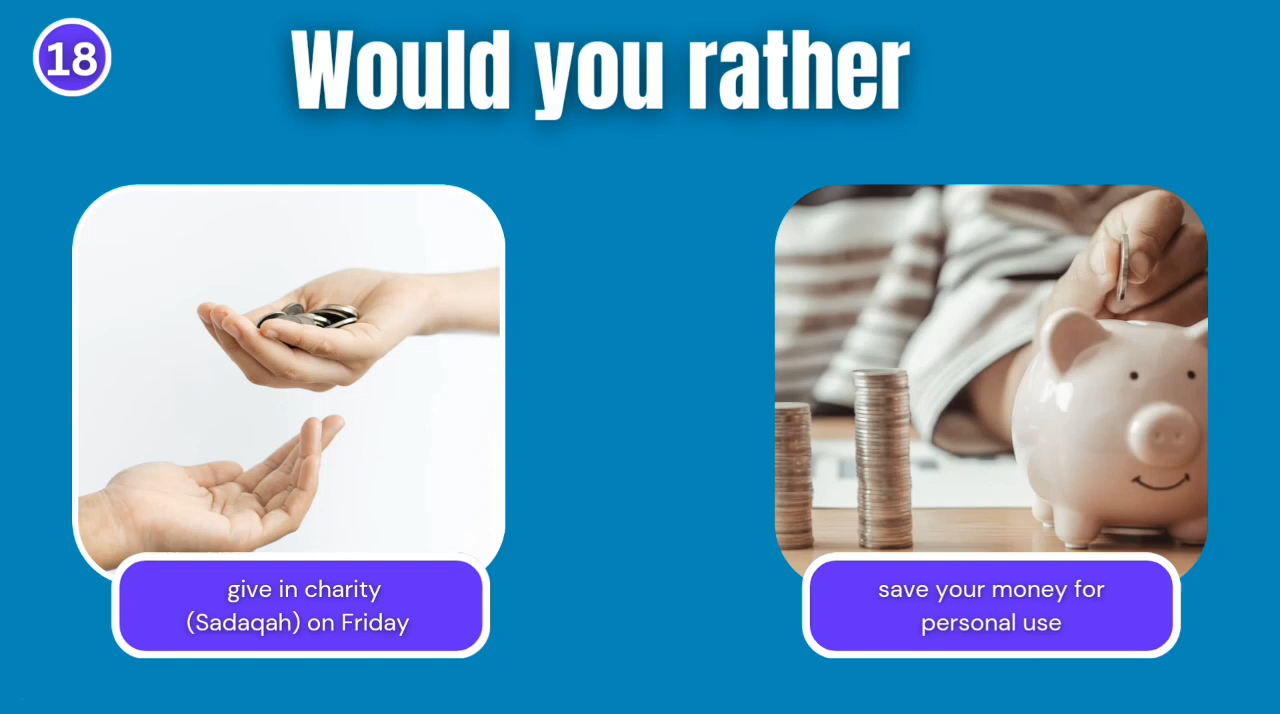 18
Would you rather
give in charity
(Sadaqah) on Friday
save your money for
personal use